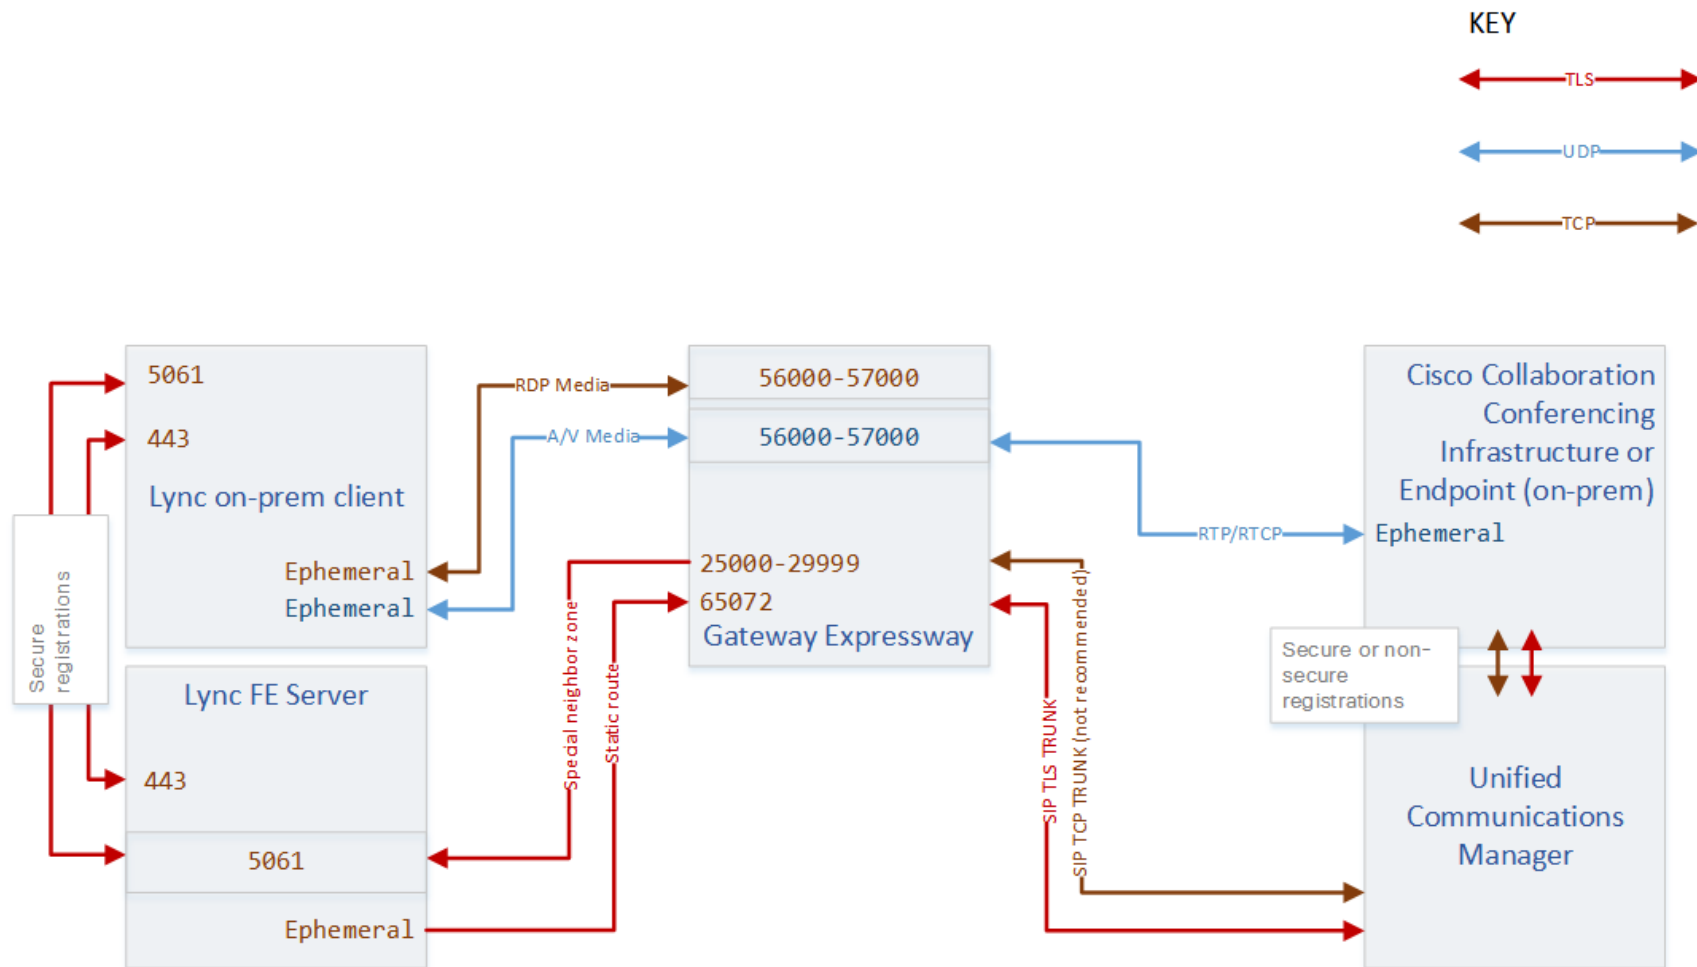 KEY
TLS
UDP
TCP
5061
443
Lync on-prem client
Ephemeral
Ephemeral
Secure
registrations
Lync FE Server
443
5061
Ephemeral
RDP Media
A/V Media
Special neighbor zone
Static route
56000-57000
56000-57000
25000-29999
65072
Gateway Expressway
SIP TLS TRUNK
SIP TCP TRUNK (not recommended)
RTP/RTCP
Cisco Collaboration
Conferencing
Infrastructure or
Endpoint (on-prem)
Ephemeral
Secure or non-
secure
registrations
Unified
Communications
Manager